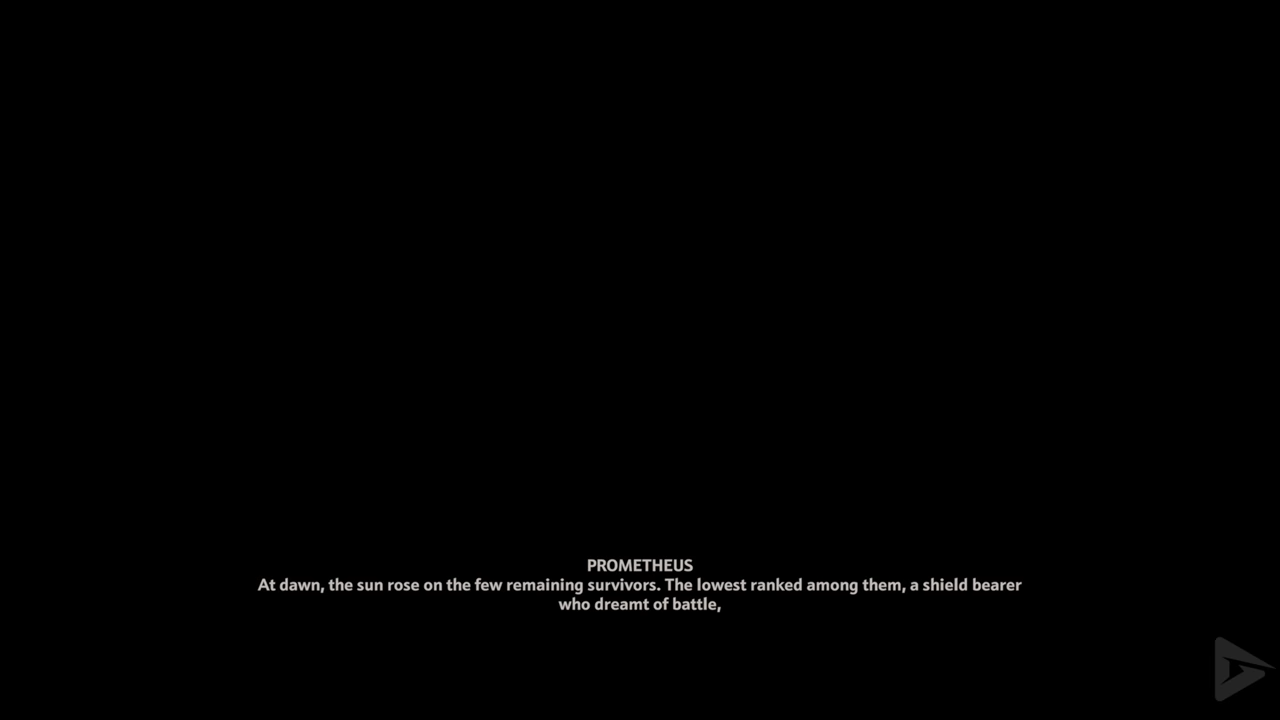 PROMETHEUS
At dawn, the sun rose on the few remaining survivors. The lowest ranked among them, a shield bearer
who dreamt of battle,